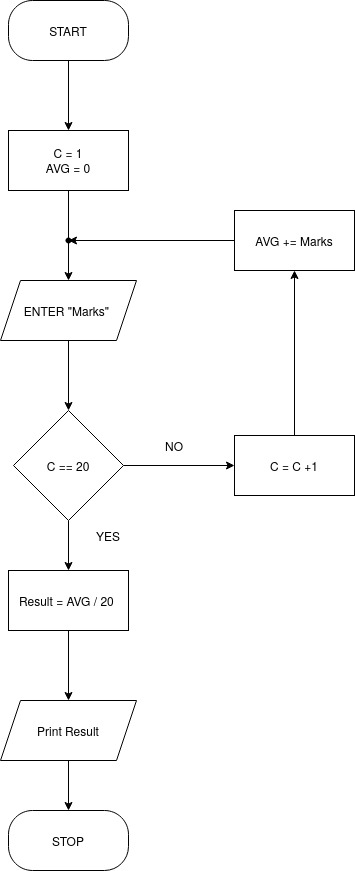 START
C = 1
AVG = 0
AVG += Marks
ENTER "Marks"
NO
C == 20
C = C +1
YES
Result = AVG / 20
Print Result
STOP